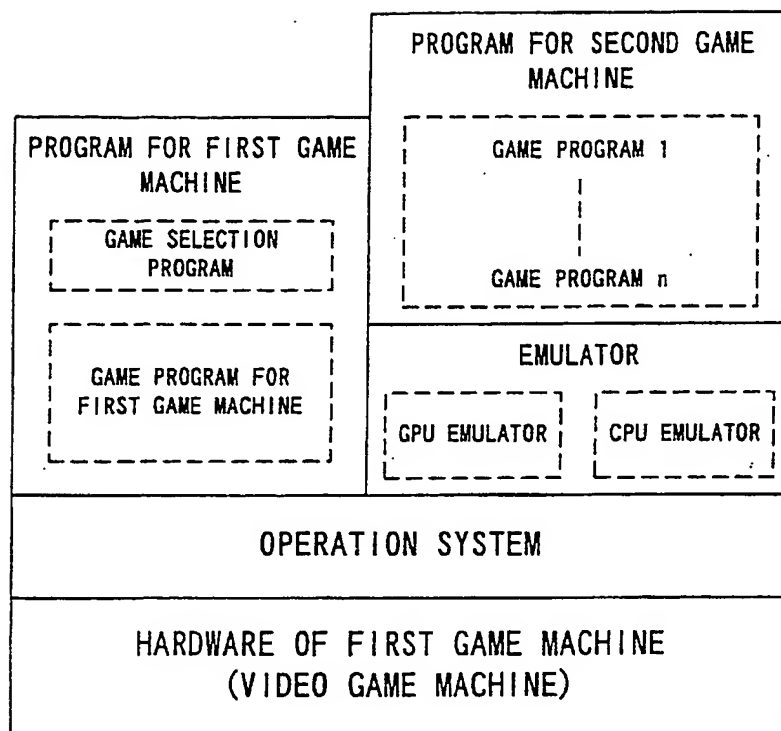 PROGRAM FOR SECOND GAME
MACHINE
GAME PROGRAM 1
GAME PROGRAM n
PROGRAM FOR FIRST GAME
MACHINE
GAME SELECTION
PROGRAM
GAME PROGRAM FOR
FIRST GAME MACHINE
EMULATOR
GPU EMULATOR
CPU EMULATOR
OPERATION SYSTEM
HARDWARE OF FIRST GAME MACHINE
(VIDEO GAME MACHINE)